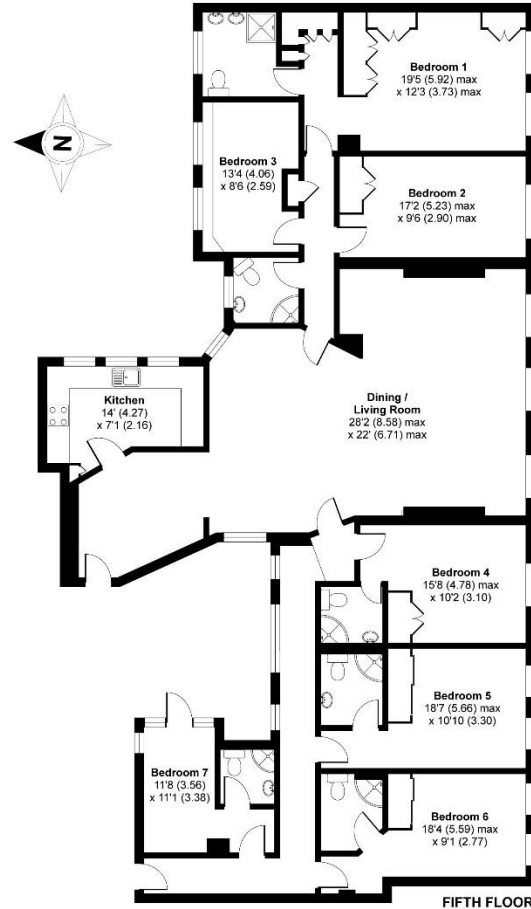 Bedroom 1
19'5 (5.92) max
x 12'3 (3.73) max
N
Bedroom 3
13'4 (4.06)
x 8'6 (2.59)
Bedroom 2
17'2 (5.23) max
x 9'6 (2.90) max
Kitchen
14' (4.27)
x 7'1 (2.16)
Dining /
Living Room
28'2 (8.58) max
x 22' (6.71) max
Bedroom 4
15'8 (4.78) max
x 10'2 (3.10)
Bedroom 5
18'7 (5.66) max
x 10'10 (3.30)
Bedroom 7
11'8 (3.56)
x 11'1 (3.38)
Bedroom 6
18'4 (5.59) max
x 9'1 (2.77)
FIFTH FLOOR